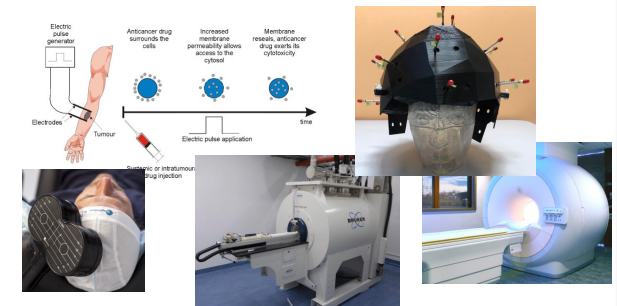 Electric
pulse
generator
Anticancer drug
surrounds the
cells
Increased
membrane
permeability allows
access to the
cytosol
Membrane
reseals, anticancer
drug exerts its
cytotoxicity
Electrodes
Tumour
time
Electric pulse application
Systemic or intratumour
drug injection
BRUKER